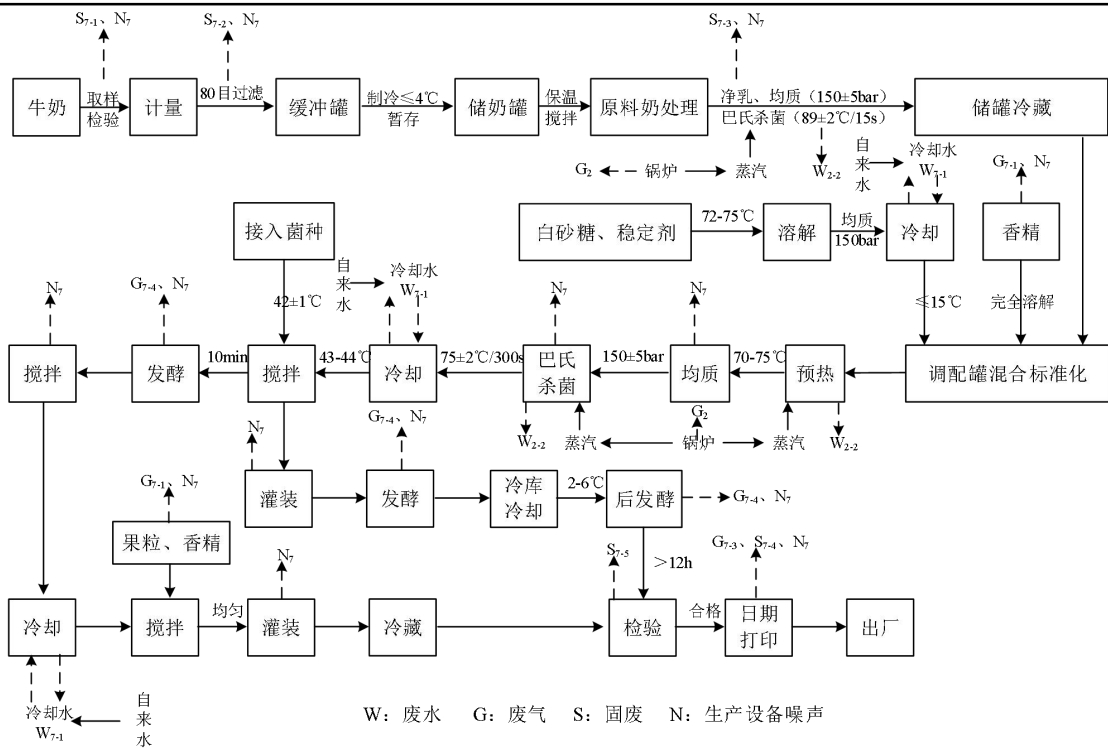 S7-1、N7
S7-2、N7
S7-3、N7
牛奶
取样
检验
计量
80目过滤
缓冲罐
制冷≤4℃
暂存
储奶罐
保温
搅拌
原料奶处理
净乳、均质（150±5bar）
巴氏杀菌（89±2℃/15s）
储罐冷藏
G2
锅炉
蒸汽
W2-2
自来水
冷却水
W7-1
G7-1、N7
接入菌种
白砂糖、稳定剂
72-75℃
溶解
均质
150bar
冷却
香精
自来水
冷却水
W7-1
42±1℃
≤15℃
完全溶解
N7
G7-4、N7
N7
N7
搅拌
发酵
10min
搅拌
43-44℃
冷却
75±2℃/300s
巴氏
杀菌
150±5bar
均质
70-75℃
预热
调配罐混合标准化
W2-2
蒸汽
G2
锅炉
蒸汽
W2-2
N7
G7-4、N7
灌装
发酵
冷库
冷却
2-6℃
后发酵
G7-4、N7
G7-1、N7
果粒、香精
N7
S7-5
＞12h
G7-3、S7-4、N7
冷却
搅拌
均匀
灌装
冷藏
检验
合格
日期
打印
出厂
冷却水
W7-1
自来水
W：废水 G：废气 S：固废 N：生产设备噪声